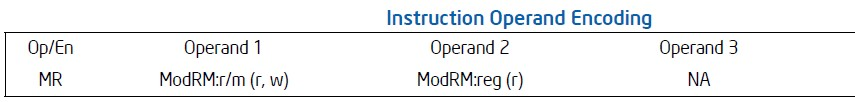 Instruction Operand Encoding
Op/En Operand 1 Operand 2 Operand 3
MR ModRM:r/m (r, w) ModRM:reg (r) NA